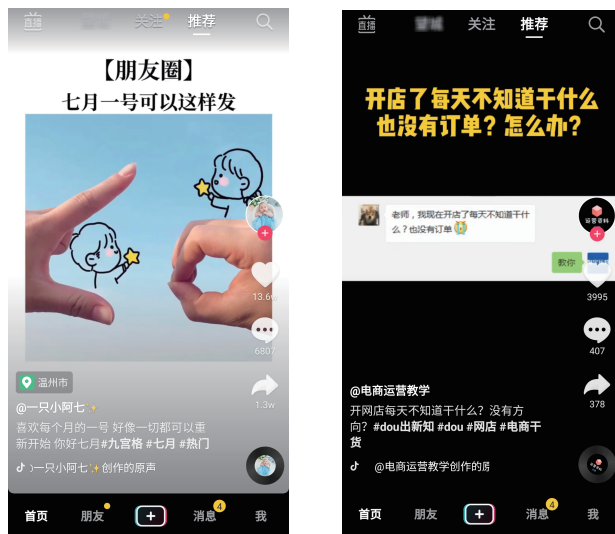 直播
关注
推荐
【朋友圈】
七月一号可以这样发
13.6w
6807
温州市
1.3w
@一只小阿七✨
喜欢每个月的一号 好像一切都可以重
新开始 你好七月#九宫格 #七月 #热门
一只小阿七✨创作的原声
首页
朋友
消息
4
我
直播
关注
推荐
开店了每天不知道干什么
也没有订单？怎么办？
老师，我现在开店了每天不知道干什
么？也没有订单😭
教你
3995
407
378
@电商运营教学
开网店每天不知道干什么？没有方
向？#dou出新知 #dou #网店 #电商干
货
@电商运营教学创作的原
首页
朋友
消息
4
我